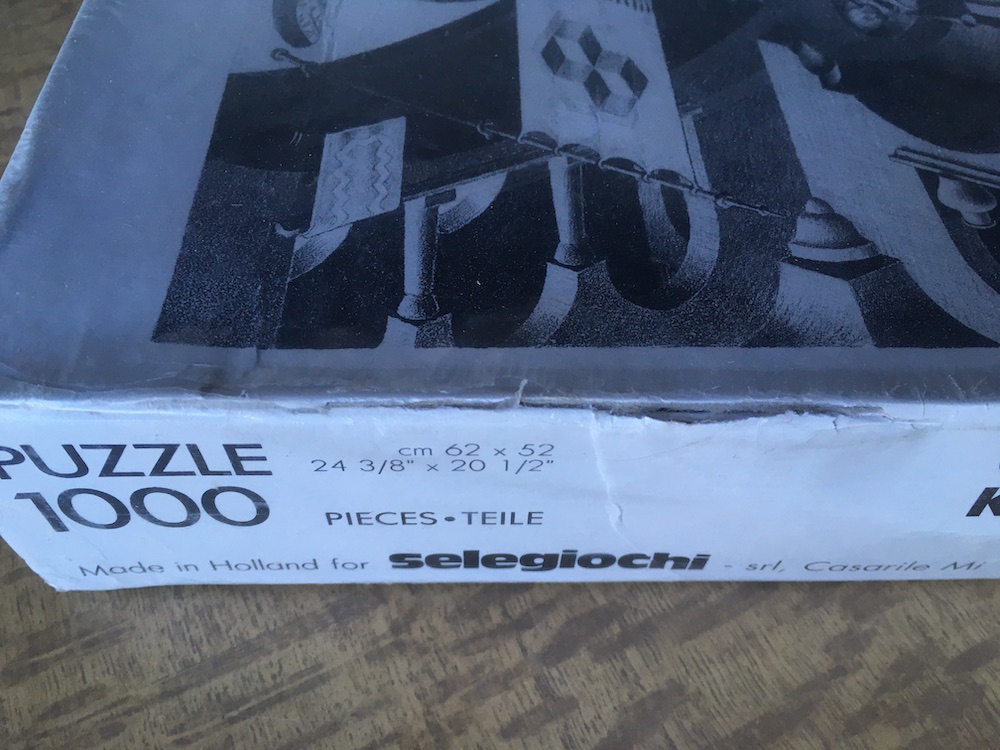 PUZZLE
1000
cm 62 x 52
24 3/8" x 20 1/2"
PIECES • TEILE
K
Made in Holland for selegiochi - srl, Casarile Mi